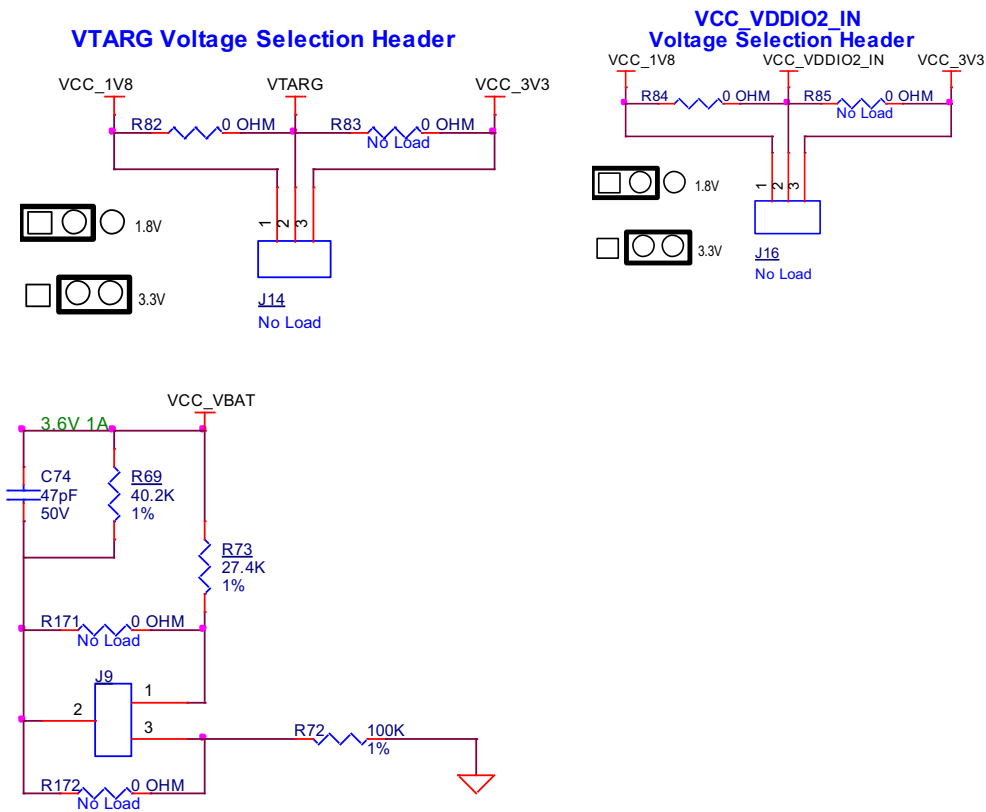 VTARG Voltage Selection Header
VCC_1V8
VTARG
VCC_3V3
R82
0 OHM
R83
0 OHM
No Load
1
2
3
1.8V
3.3V
J14
No Load
VCC_VDDIO2_IN
Voltage Selection Header
VCC_1V8
VCC_VDDIO2_IN
VCC_3V3
R84
0 OHM
R85
0 OHM
No Load
1
2
3
1.8V
3.3V
J16
No Load
VCC_VBAT
3.6V 1A
C74
47pF
50V
R69
40.2K
1%
R73
27.4K
1%
R171
0 OHM
No Load
J9
1
2
3
R72
100K
1%
R172
0 OHM
No Load